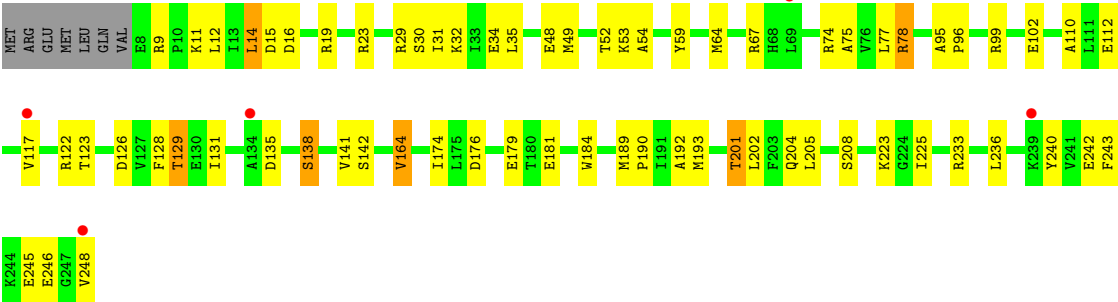 MET ARG GLU MET LEU GLN VAL E8 R9 P10 K11 L12 I13 L14 D15 D16 R19 R23 R29 S30 I31 K32 I33 E34 L35 E48 M49 T52 K53 A54 Y59 M64 R67 H68 L69 R74 A75 V76 L77 R78 A95 P96 R99 E102 A110 L111 E112
V117 R122 T123 D126 V127 F128 T129 E130 I131 A134 D135 S138 V141 S142 V164 I174 L175 D176 E179 T180 E181 W184 M189 P190 I191 A192 M193 T201 L202 F203 Q204 L205 S208 K223 G224 I225 R233 L236 K239 Y240 V241 E242 F243
K244 E245 E246 G247 V248